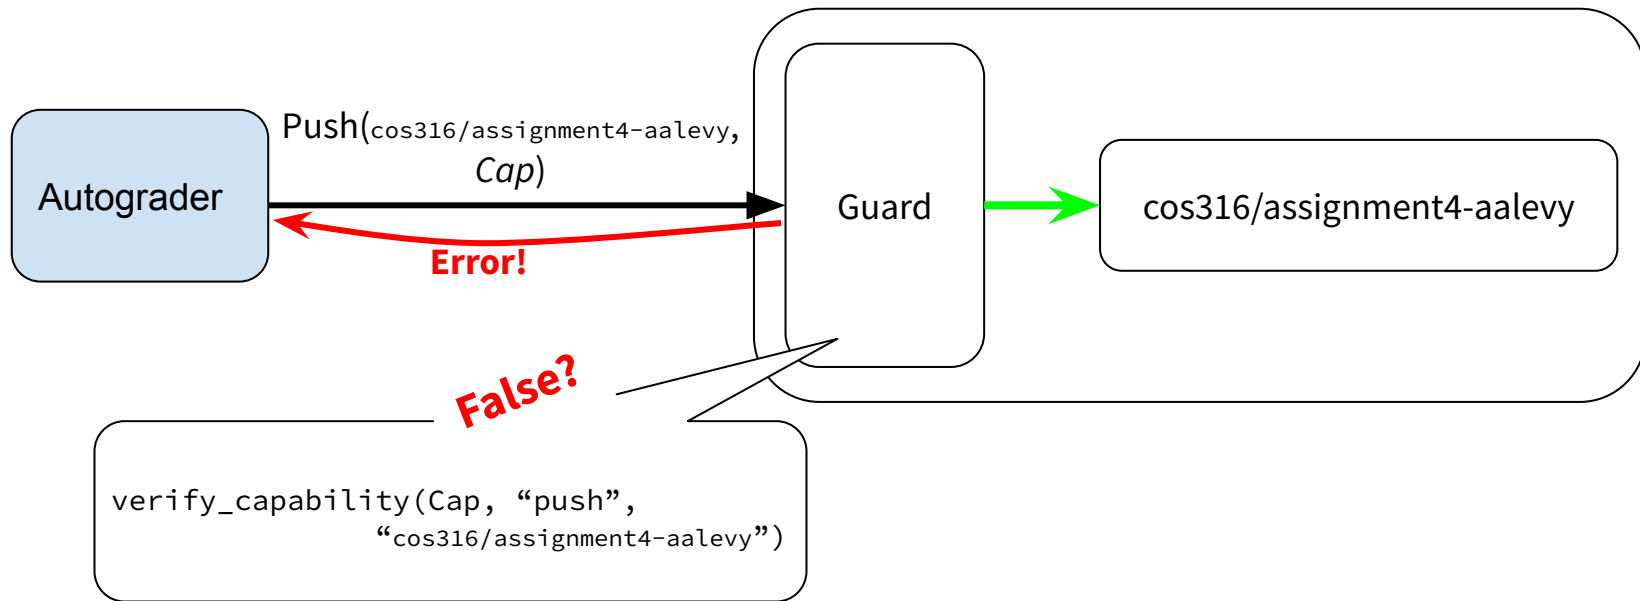 Autograder
Push(cos316/assignment4-aalevy,
Cap)
Error!
Guard
cos316/assignment4-aalevy
False?
verify_capability(Cap, “push”,
“cos316/assignment4-aalevy”)